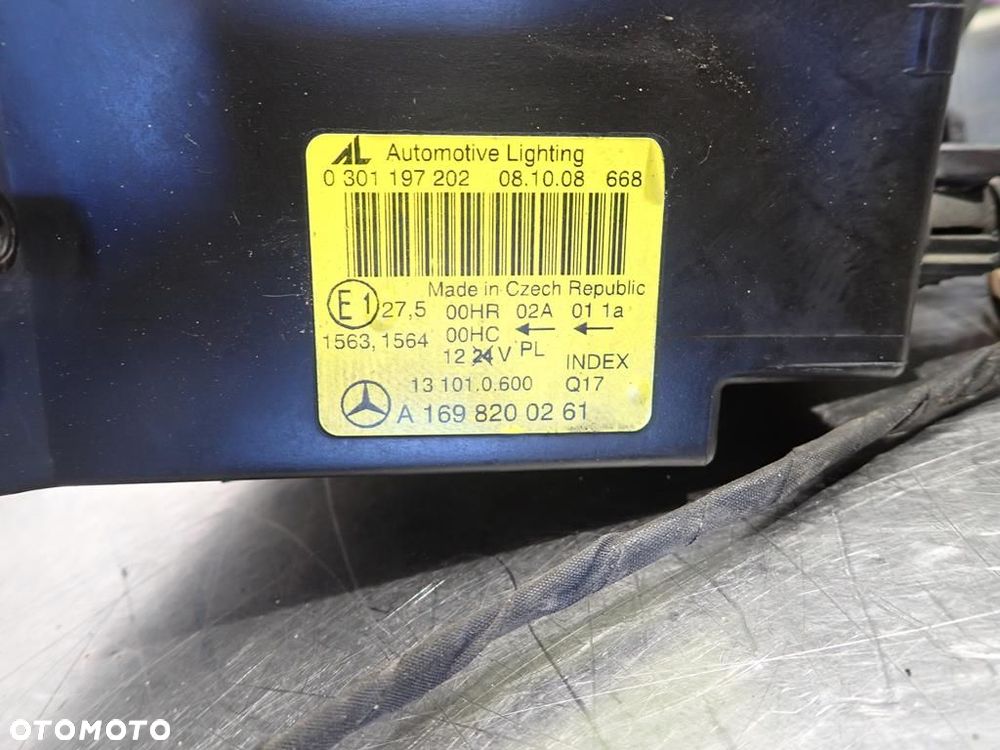 AL Automotive Lighting
0 301 197 202 08.10.08 668
Made in Czech Republic
E1 27,5 00HR 02A 01 1a
1563, 1564 00HC ← ←
12 24 V PL INDEX
13 101.0.600 Q17
A 169 820 02 61
OTOMOTO